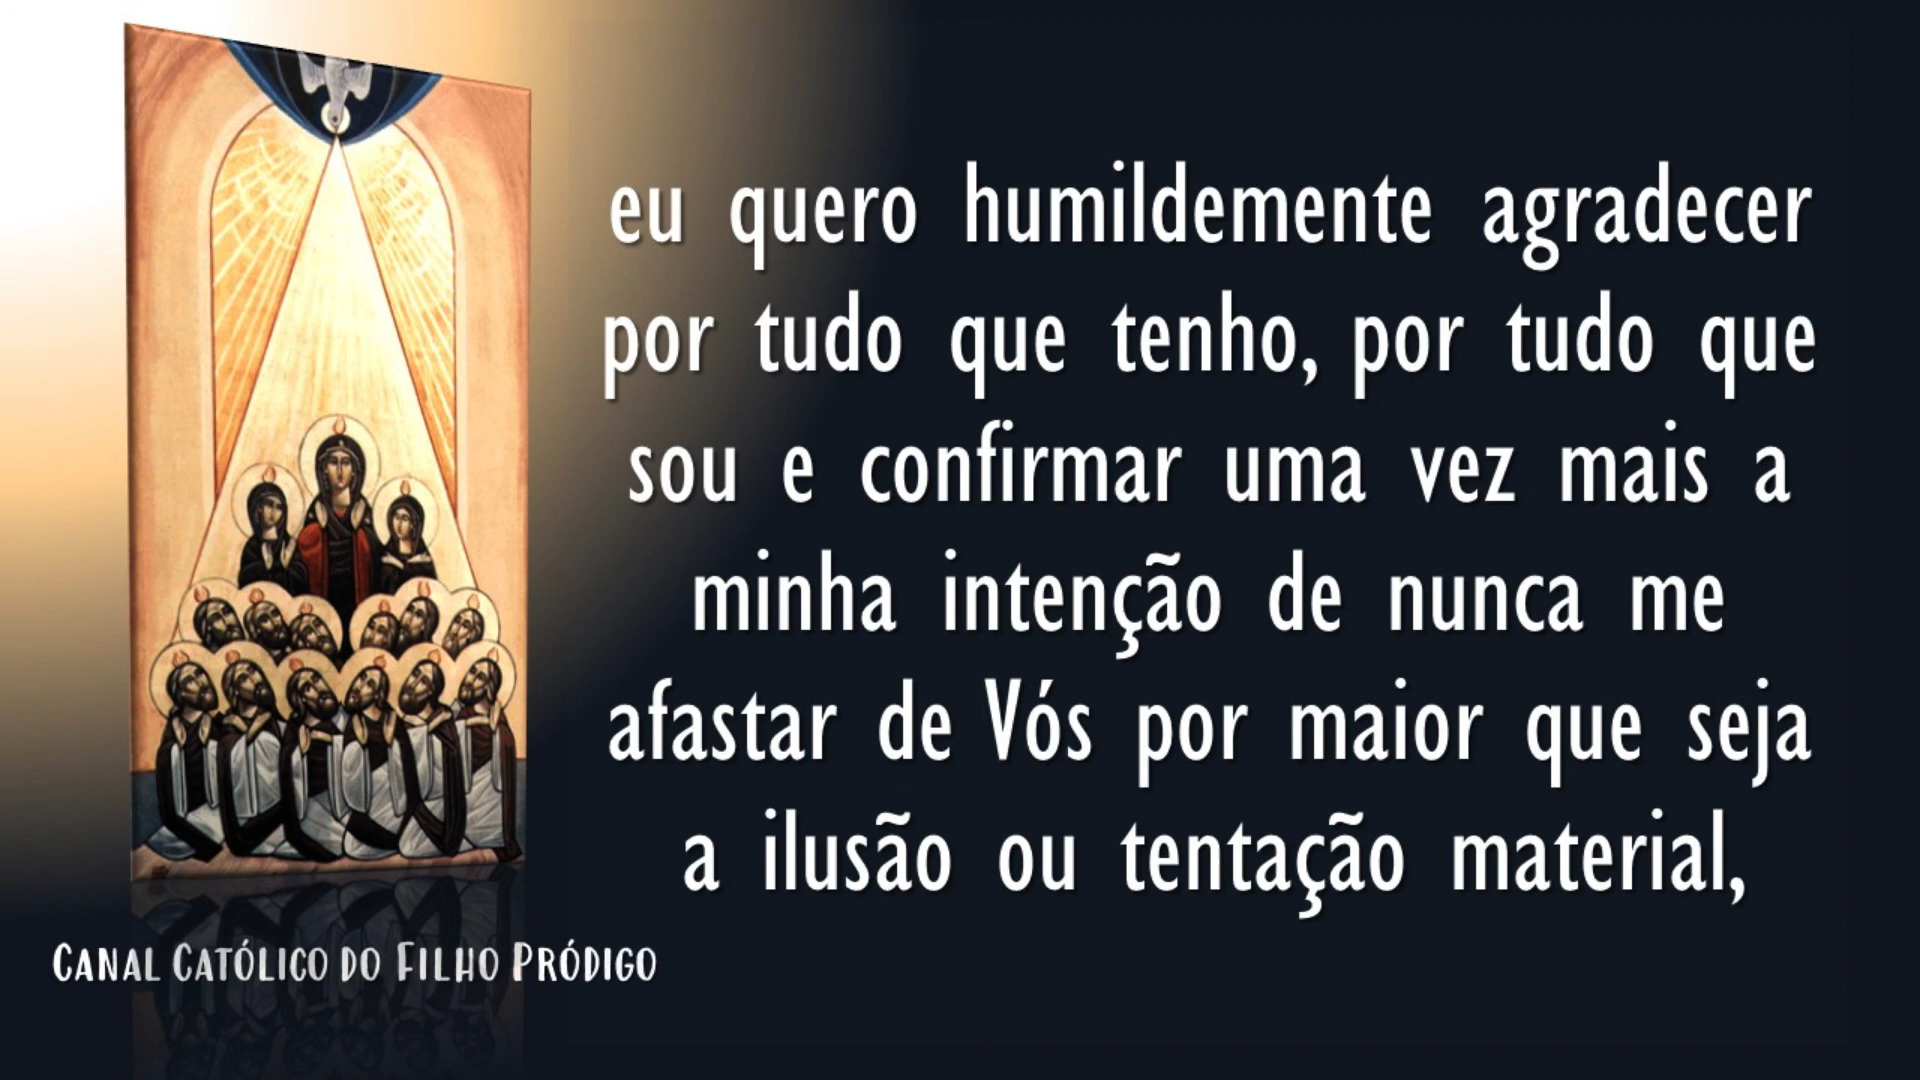 eu quero humildemente agradecer
por tudo que tenho, por tudo que
sou e confirmar uma vez mais a
minha intenção de nunca me
afastar de Vós por maior que seja
a ilusão ou tentação material,
Canal Católico do Filho Pródigo